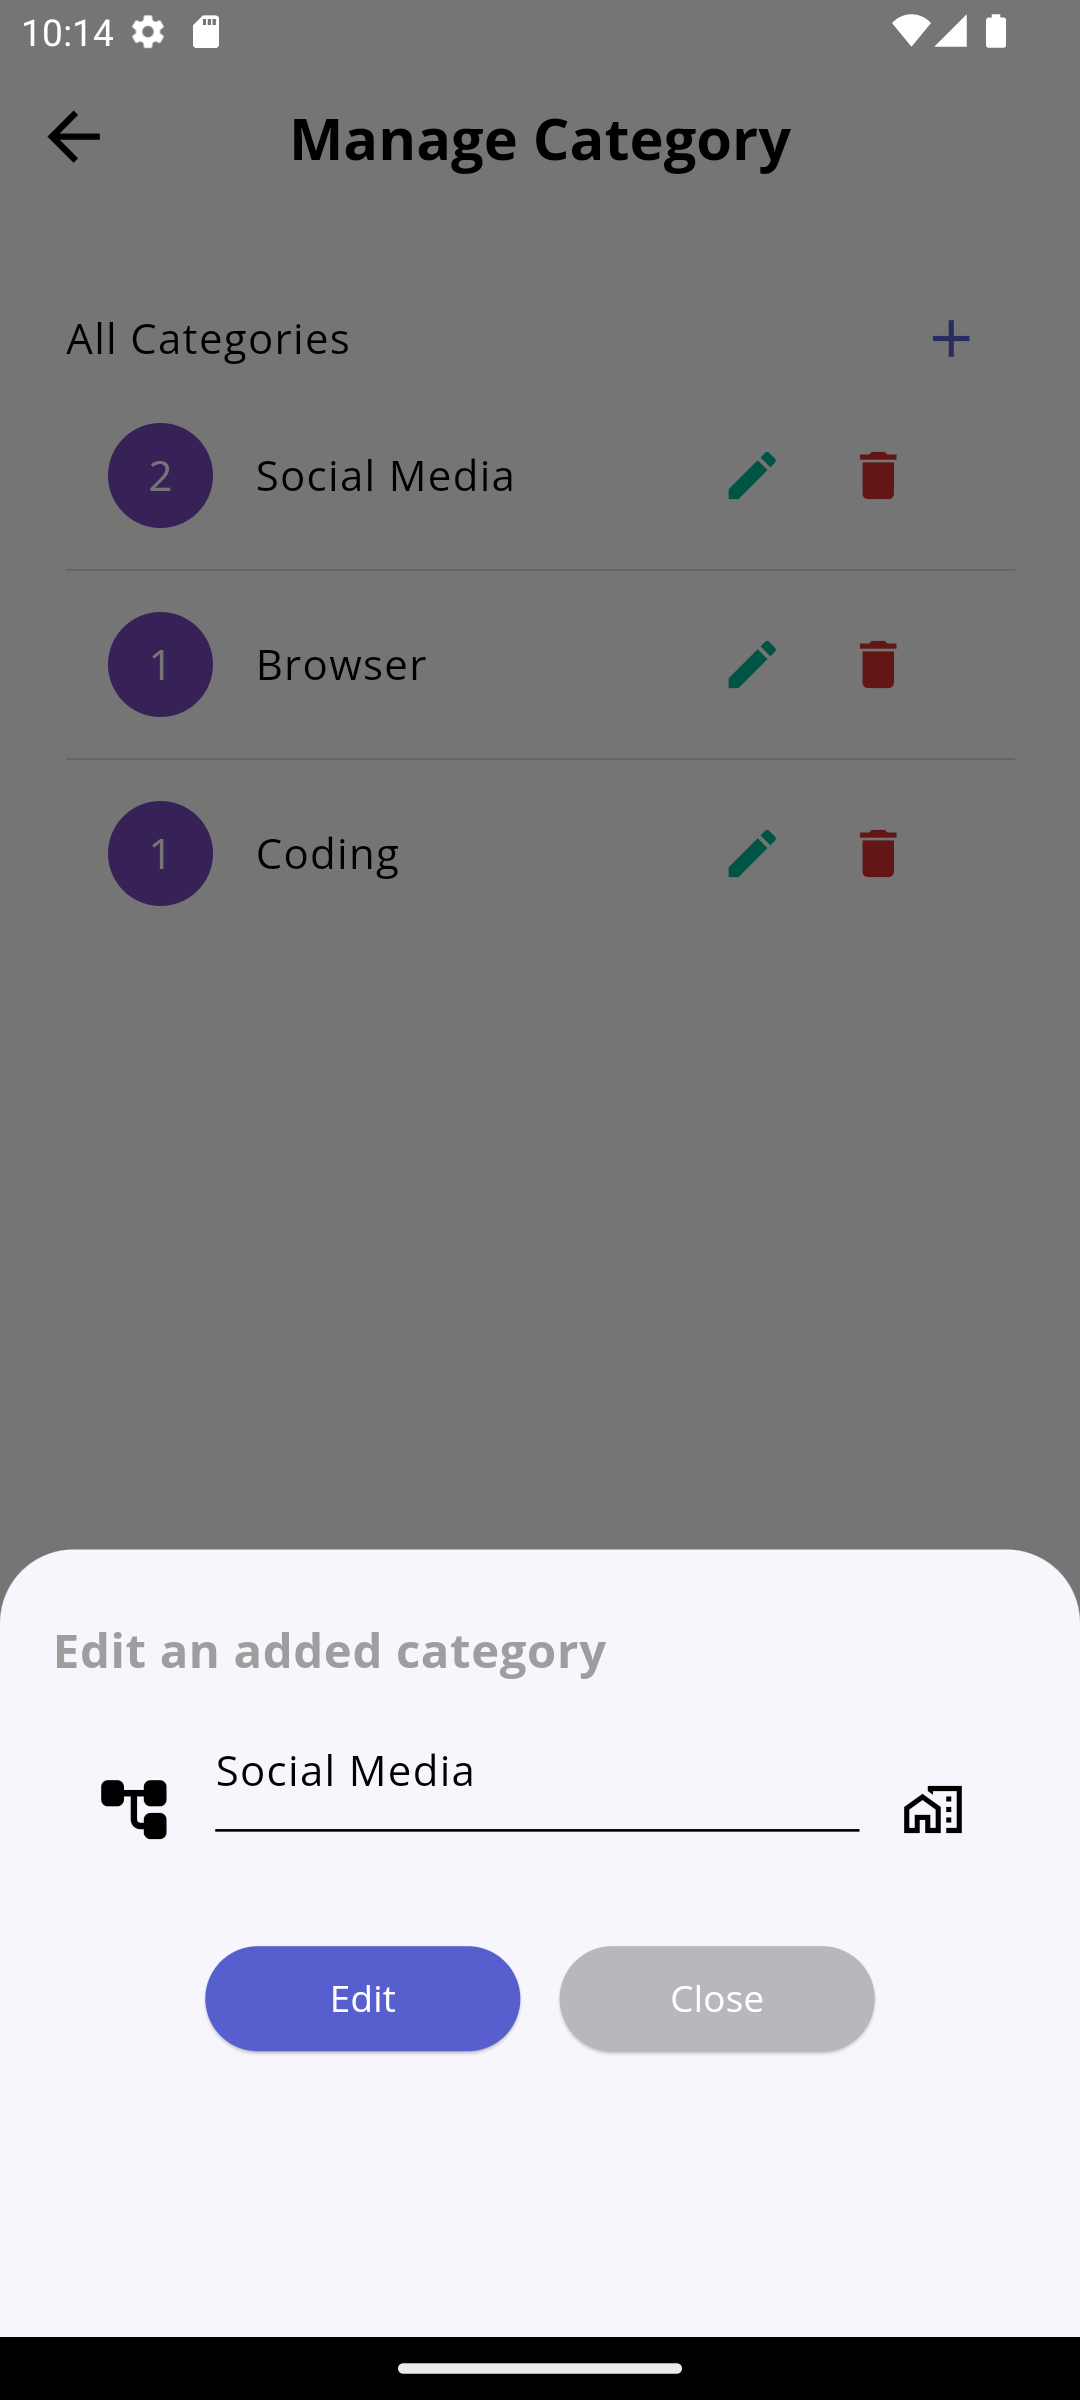 10:14
Manage Category
All Categories
2 Social Media
1 Browser
1 Coding
Edit an added category
Social Media
Edit Close